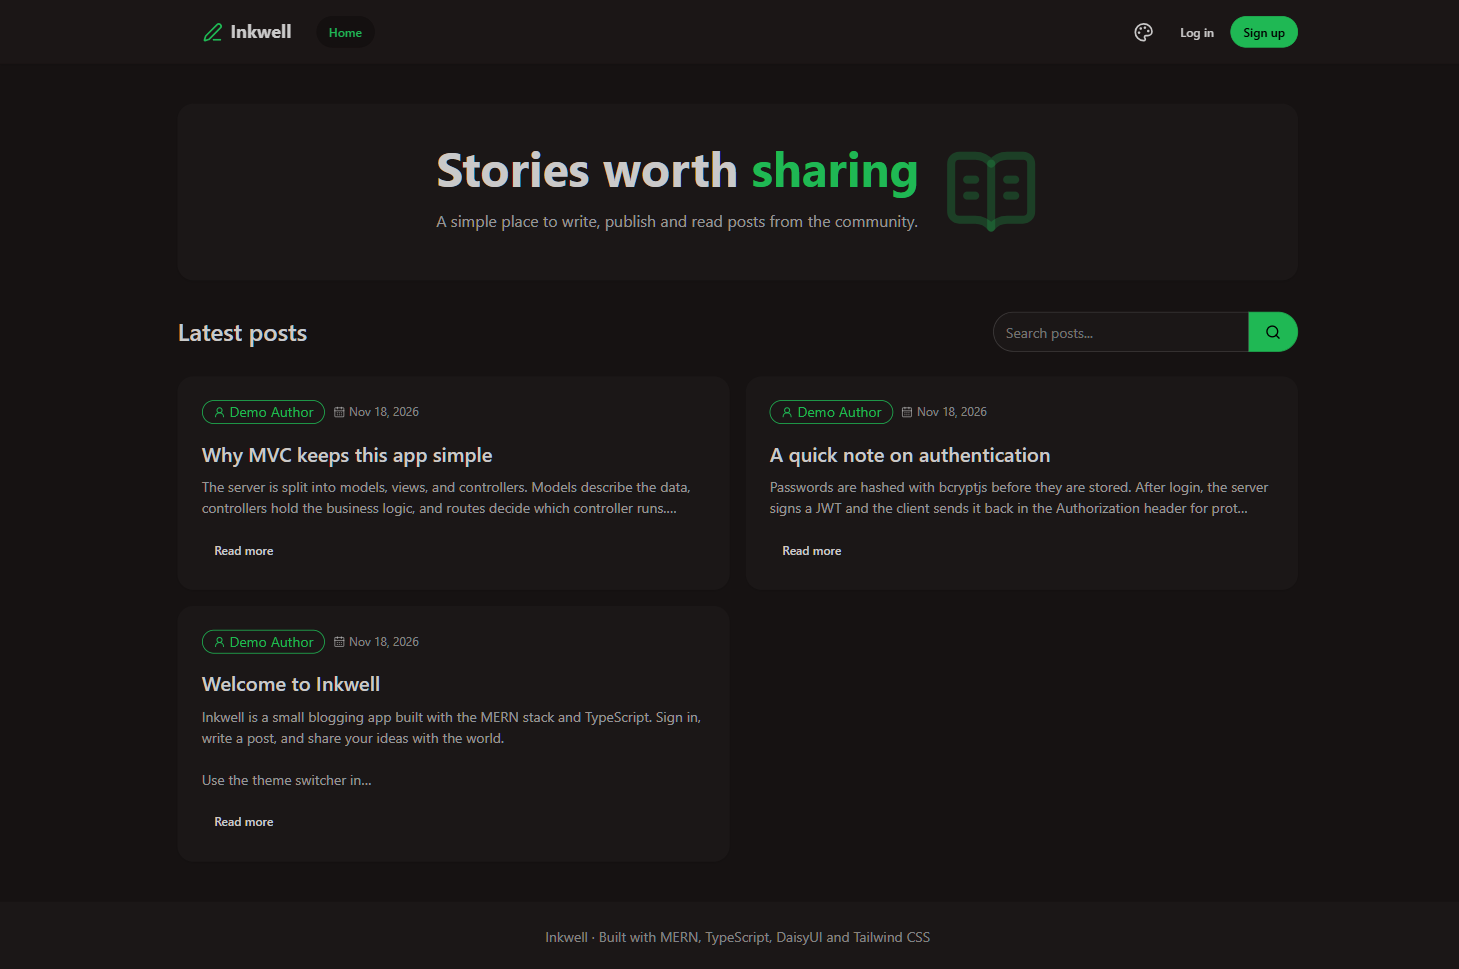 Inkwell
Home
Log in
Sign up
Stories worth sharing
A simple place to write, publish and read posts from the community.
Latest posts
Search posts...
Demo Author
Nov 18, 2026
Why MVC keeps this app simple
The server is split into models, views, and controllers. Models describe the data,
controllers hold the business logic, and routes decide which controller runs....
Read more
Demo Author
Nov 18, 2026
A quick note on authentication
Passwords are hashed with bcryptjs before they are stored. After login, the server
signs a JWT and the client sends it back in the Authorization header for prot...
Read more
Demo Author
Nov 18, 2026
Welcome to Inkwell
Inkwell is a small blogging app built with the MERN stack and TypeScript. Sign in,
write a post, and share your ideas with the world.
Use the theme switcher in...
Read more
Inkwell · Built with MERN, TypeScript, DaisyUI and Tailwind CSS